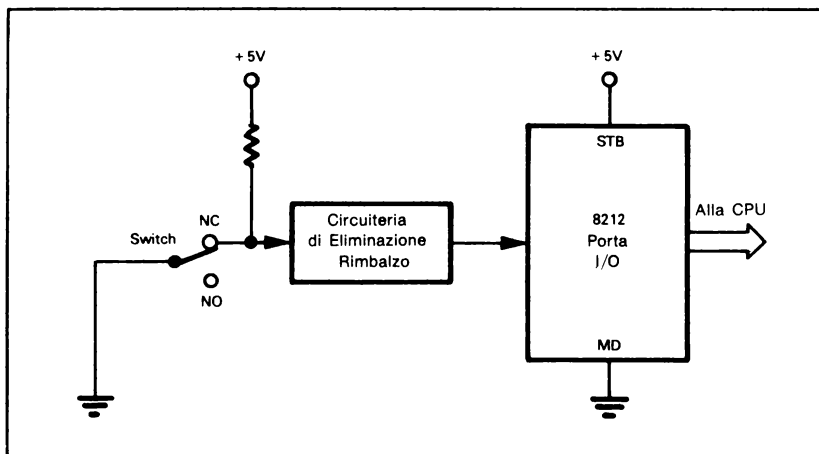 + 5V
+ 5V
STB
Switch
NC
NO
Circuiteria
di Eliminazione
Rimbalzo
8212
Porta
I/O
Alla CPU
MD